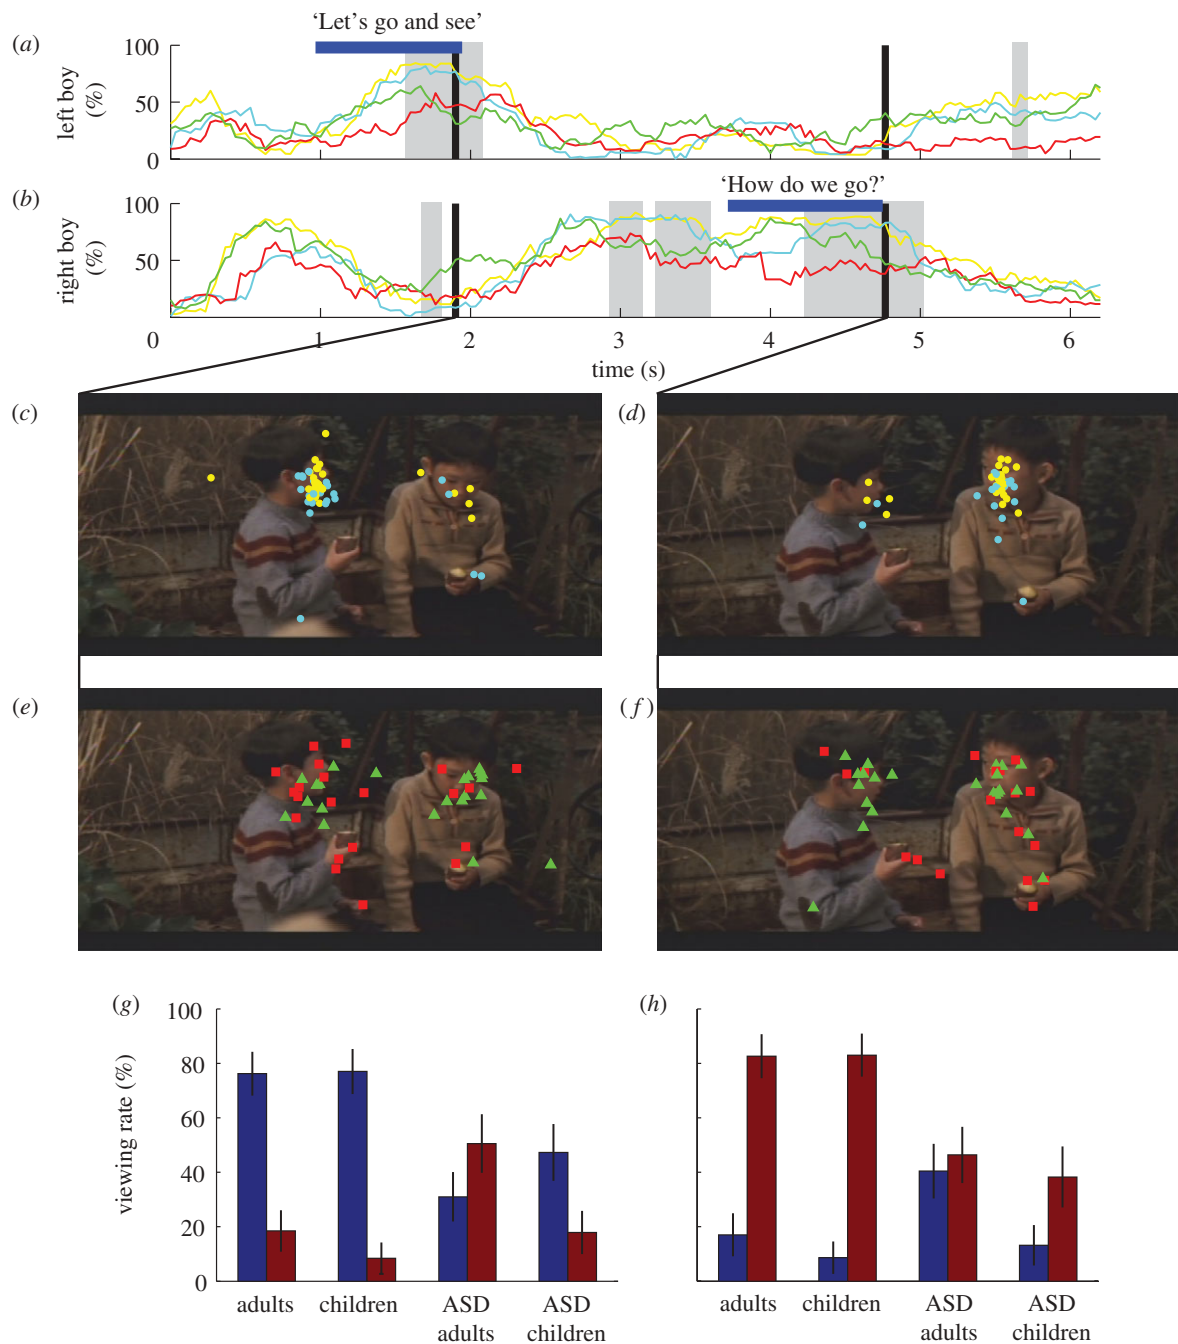 ‘Let’s go and see’
(a)
100
50
0
left boy
(%)
‘How do we go?’
(b)
100
50
right boy
(%)
0 1 2 3 4 5 6
time (s)
(c)
(d)
(e)
(f)
(g)
100
80
60
40
20
0
viewing rate (%)
adults children ASD adults ASD children
(h)
adults children ASD adults ASD children